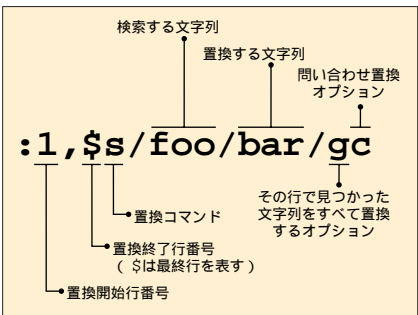 検索する文字列
置換する文字列
問い合わせ置換
オプション
:1,$s/foo/bar/gc
その行で見つかった
文字列をすべて置換
するオプション
置換コマンド
置換終了行番号
( $は最終行を表す )
置換開始行番号